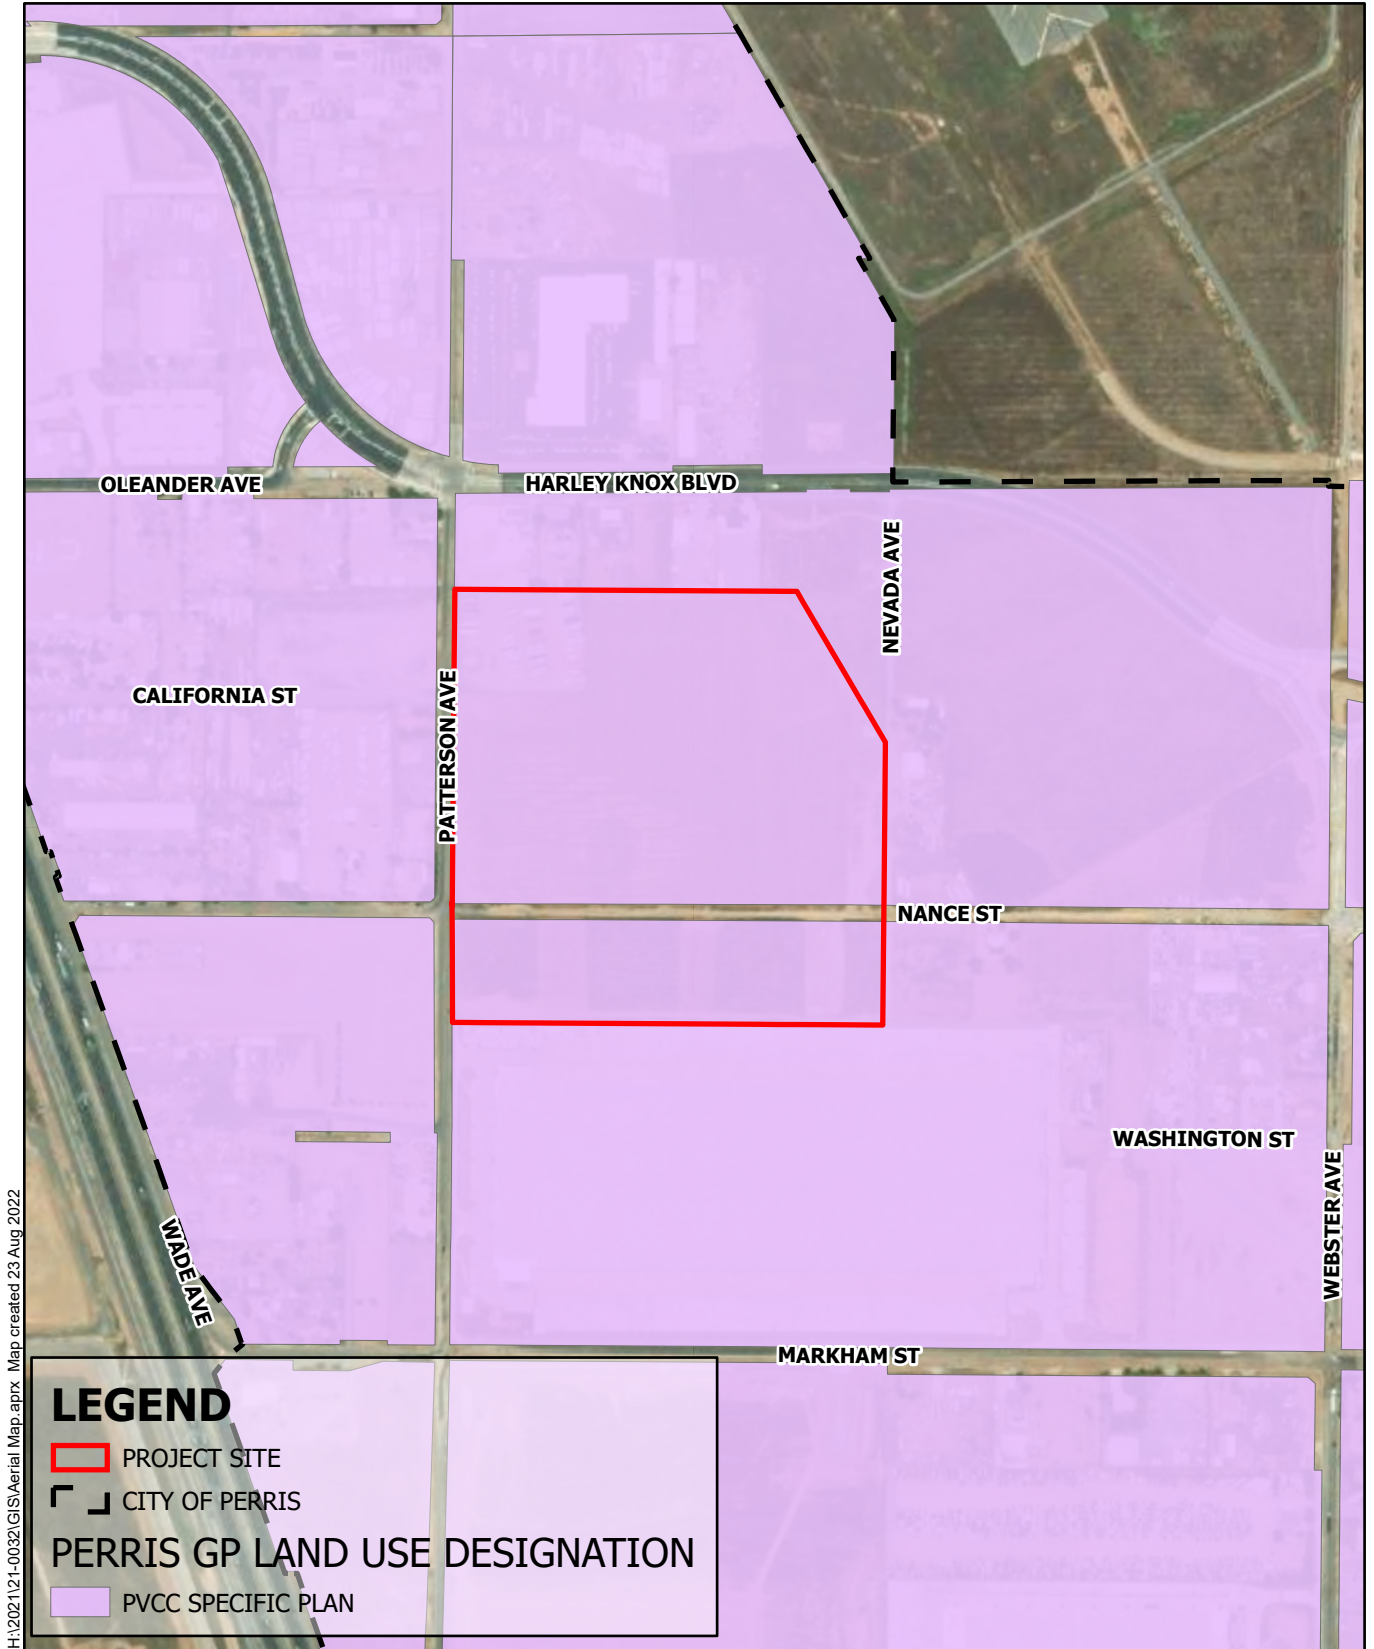 OLEANDER AVE
HARLEY KNOX BLVD
NEVADA AVE
CALIFORNIA ST
PATTERSON AVE
NANCE ST
WASHINGTON ST
WEBSTER AVE
WADE AVE
MARKHAM ST
LEGEND
PROJECT SITE
CITY OF PERRIS
PERRIS GP LAND USE DESIGNATION
PVCC SPECIFIC PLAN
H:\2021\21-0032\GIS\Aerial Map.aprx Map created 23 Aug 2022